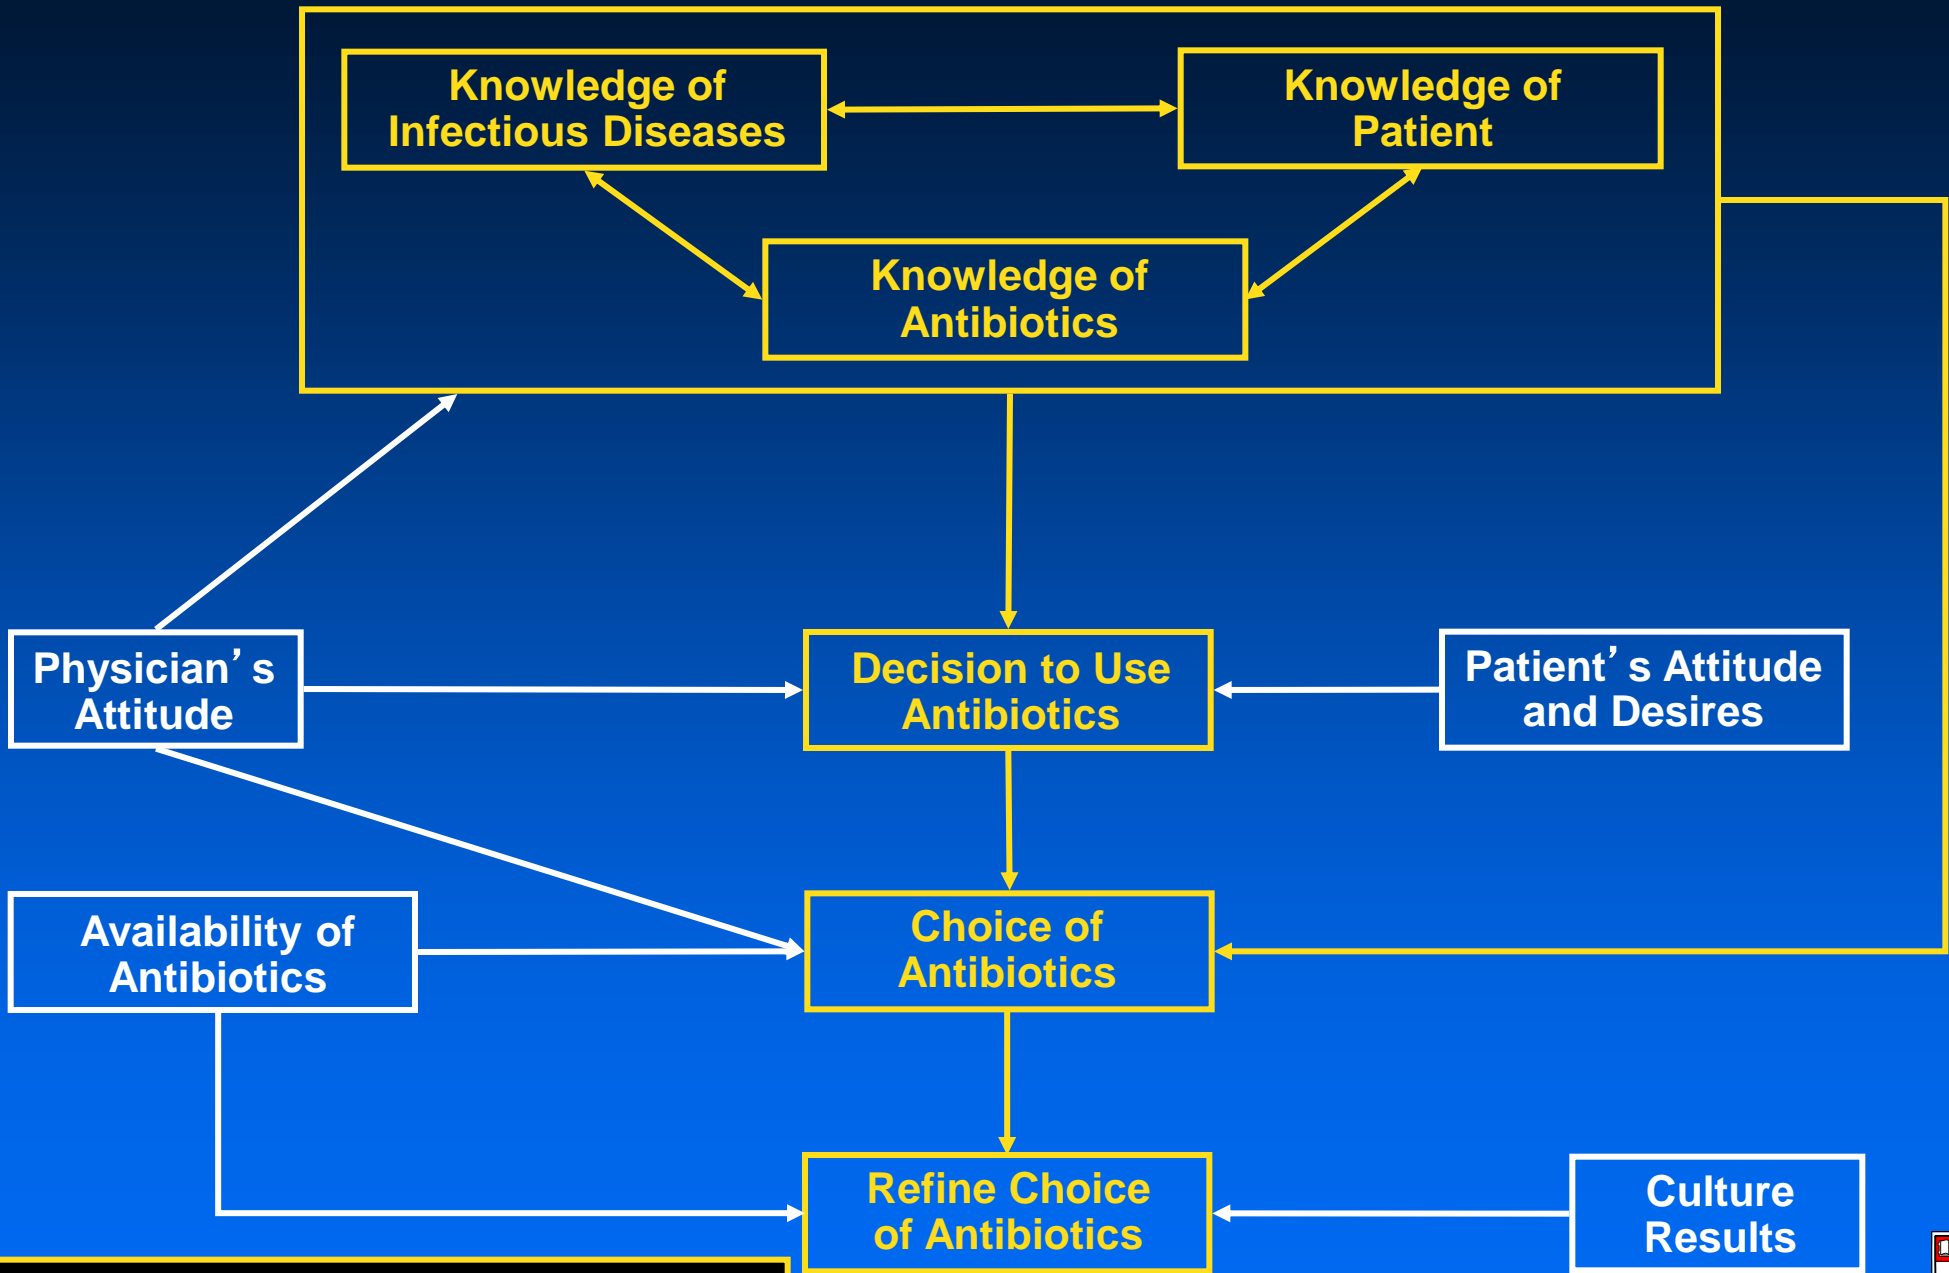 Knowledge of
Infectious Diseases
Knowledge of
Patient
Knowledge of
Antibiotics
Physician’s
Attitude
Decision to Use
Antibiotics
Patient’s Attitude
and Desires
Availability of
Antibiotics
Choice of
Antibiotics
Refine Choice
of Antibiotics
Culture
Results